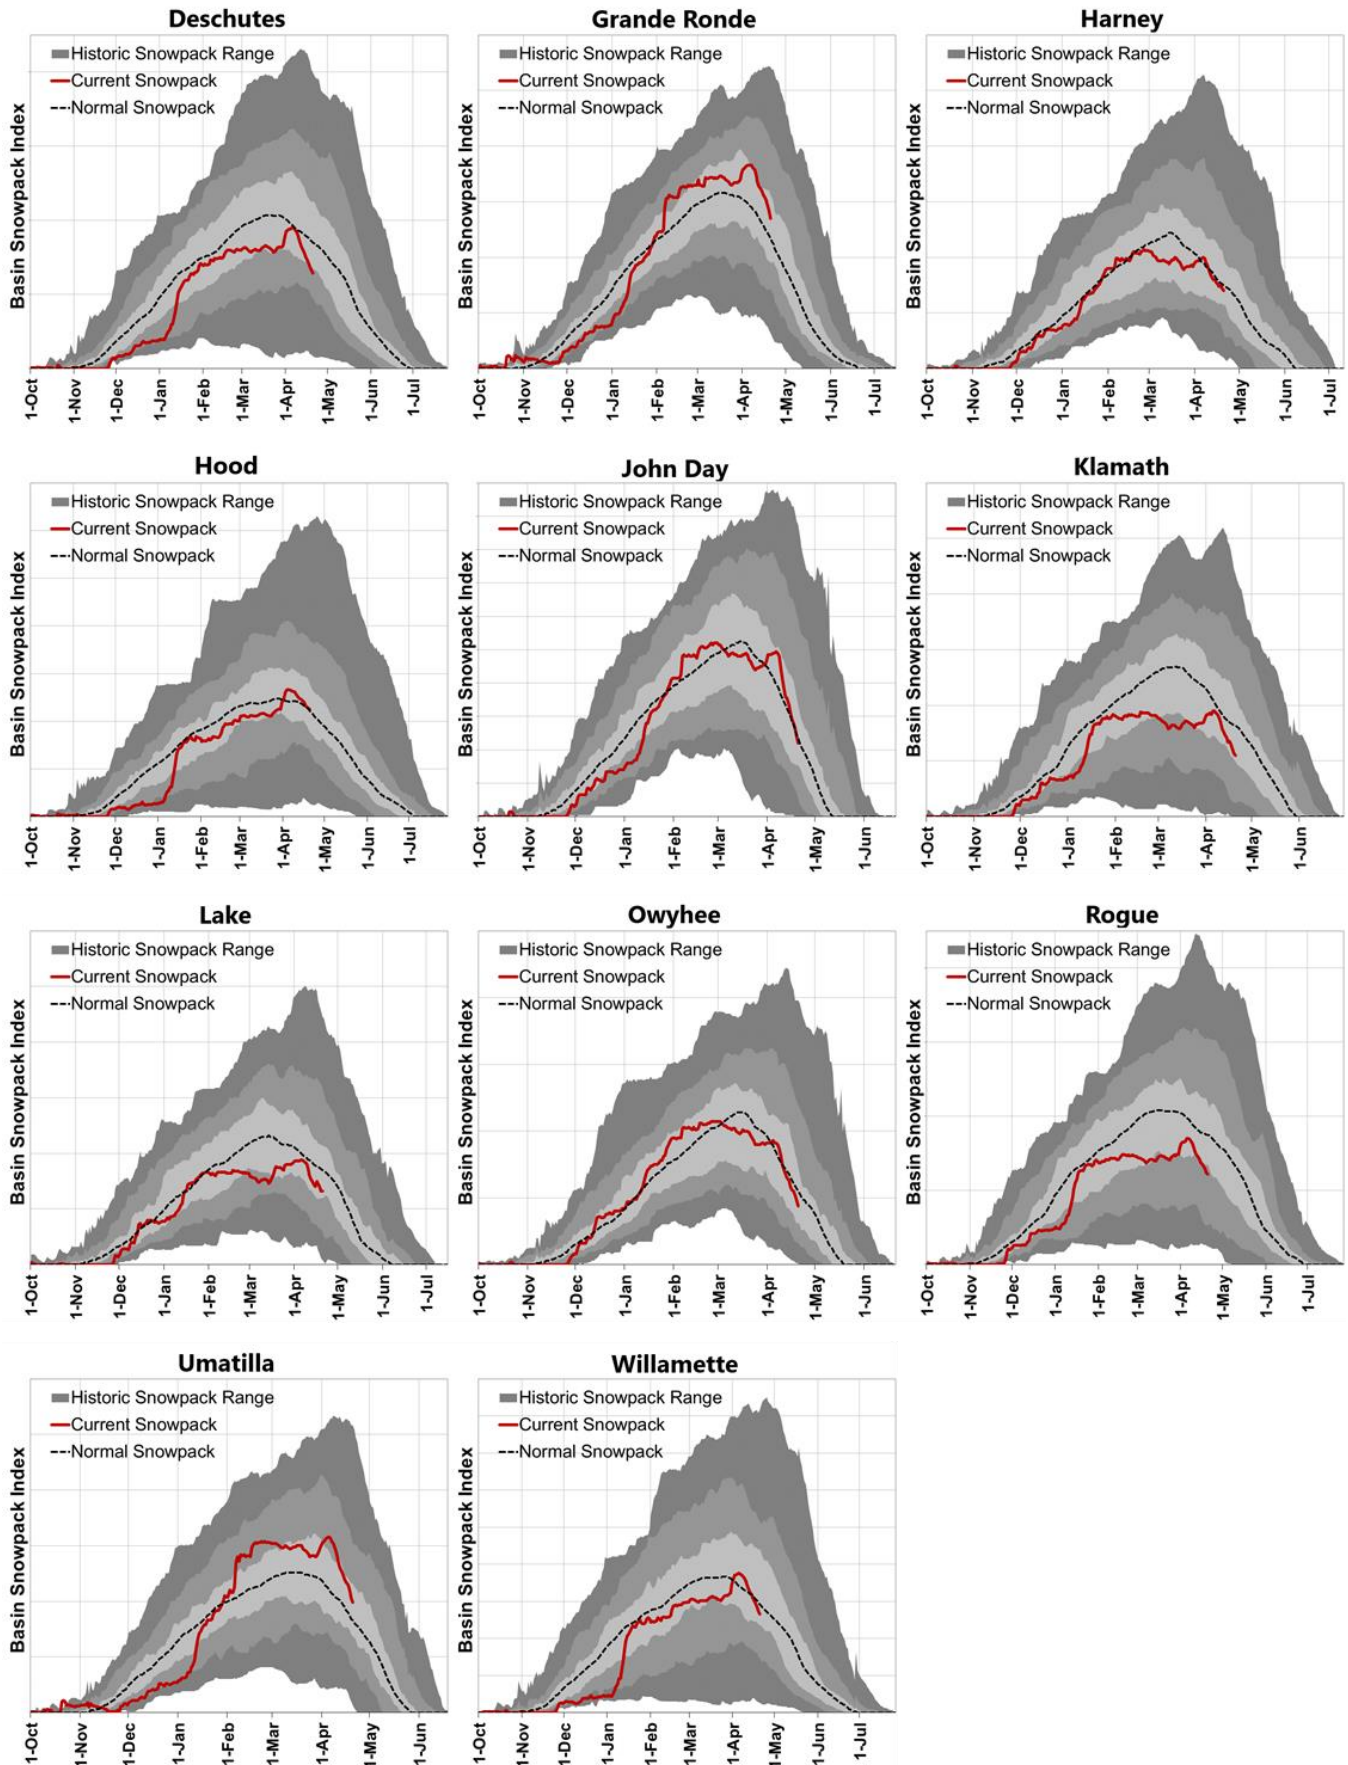 Deschutes
Historic Snowpack Range
Current Snowpack
Normal Snowpack
Basin Snowpack Index
1-Oct 1-Nov 1-Dec 1-Jan 1-Feb 1-Mar 1-Apr 1-May 1-Jun 1-Jul
Grande Ronde
Historic Snowpack Range
Current Snowpack
Normal Snowpack
Basin Snowpack Index
1-Oct 1-Nov 1-Dec 1-Jan 1-Feb 1-Mar 1-Apr 1-May 1-Jun 1-Jul
Harney
Historic Snowpack Range
Current Snowpack
Normal Snowpack
Basin Snowpack Index
1-Oct 1-Nov 1-Dec 1-Jan 1-Feb 1-Mar 1-Apr 1-May 1-Jun 1-Jul
Hood
Historic Snowpack Range
Current Snowpack
Normal Snowpack
Basin Snowpack Index
1-Oct 1-Nov 1-Dec 1-Jan 1-Feb 1-Mar 1-Apr 1-May 1-Jun 1-Jul
John Day
Historic Snowpack Range
Current Snowpack
Normal Snowpack
Basin Snowpack Index
1-Oct 1-Nov 1-Dec 1-Jan 1-Feb 1-Mar 1-Apr 1-May 1-Jun
Klamath
Historic Snowpack Range
Current Snowpack
Normal Snowpack
Basin Snowpack Index
1-Oct 1-Nov 1-Dec 1-Jan 1-Feb 1-Mar 1-Apr 1-May 1-Jun
Lake
Historic Snowpack Range
Current Snowpack
Normal Snowpack
Basin Snowpack Index
1-Oct 1-Nov 1-Dec 1-Jan 1-Feb 1-Mar 1-Apr 1-May 1-Jun 1-Jul
Owyhee
Historic Snowpack Range
Current Snowpack
Normal Snowpack
Basin Snowpack Index
1-Oct 1-Nov 1-Dec 1-Jan 1-Feb 1-Mar 1-Apr 1-May 1-Jun
Rogue
Historic Snowpack Range
Current Snowpack
Normal Snowpack
Basin Snowpack Index
1-Oct 1-Nov 1-Dec 1-Jan 1-Feb 1-Mar 1-Apr 1-May 1-Jun 1-Jul
Umatilla
Historic Snowpack Range
Current Snowpack
Normal Snowpack
Basin Snowpack Index
1-Oct 1-Nov 1-Dec 1-Jan 1-Feb 1-Mar 1-Apr 1-May 1-Jun
Willamette
Historic Snowpack Range
Current Snowpack
Normal Snowpack
Basin Snowpack Index
1-Oct 1-Nov 1-Dec 1-Jan 1-Feb 1-Mar 1-Apr 1-May 1-Jun 1-Jul